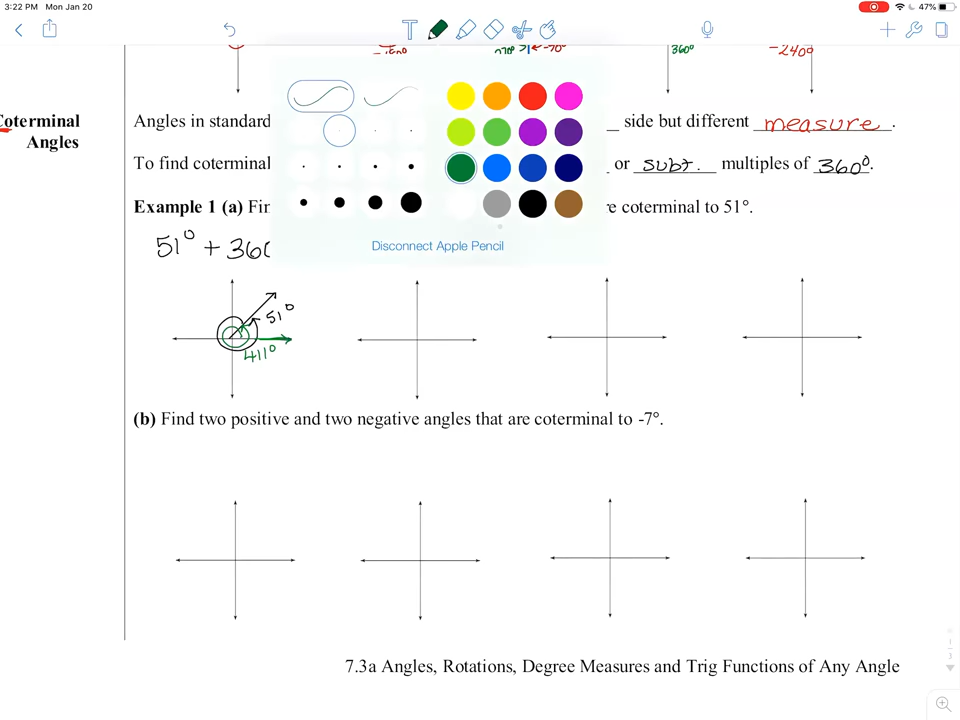 3:22 PM Mon Jan 20 47%
360° -240°
Coterminal
Angles
Angles in standard side but different measure.
To find coterminal or subt. multiples of 360°.
Example 1 (a) Fin re coterminal to 51°.
51° + 360
Disconnect Apple Pencil
51°
411°
(b) Find two positive and two negative angles that are coterminal to -7°.
7.3a Angles, Rotations, Degree Measures and Trig Functions of Any Angle